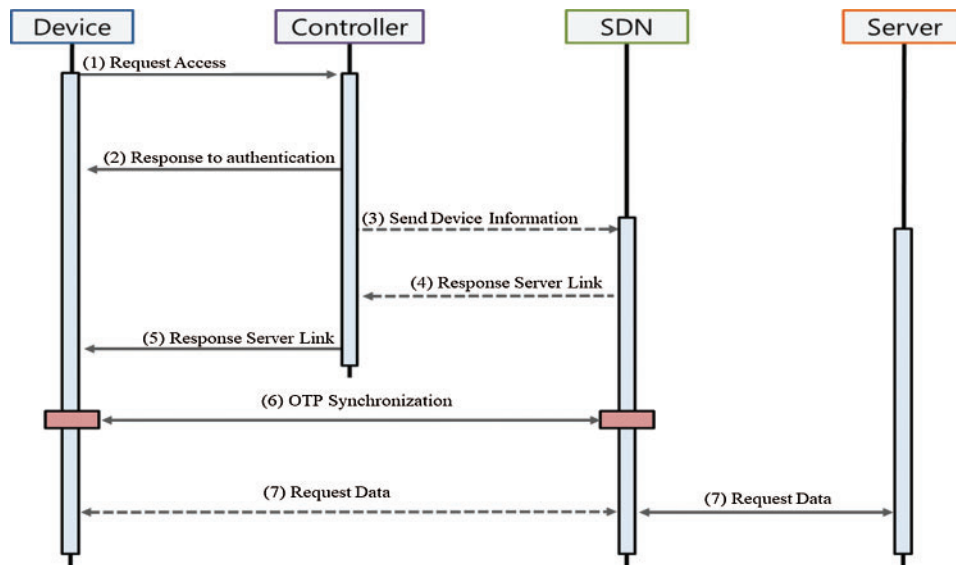 Device
Controller
SDN
Server
(1) Request Access
(2) Response to authentication
(3) Send Device Information
(4) Response Server Link
(5) Response Server Link
(6) OTP Synchronization
(7) Request Data
(7) Request Data